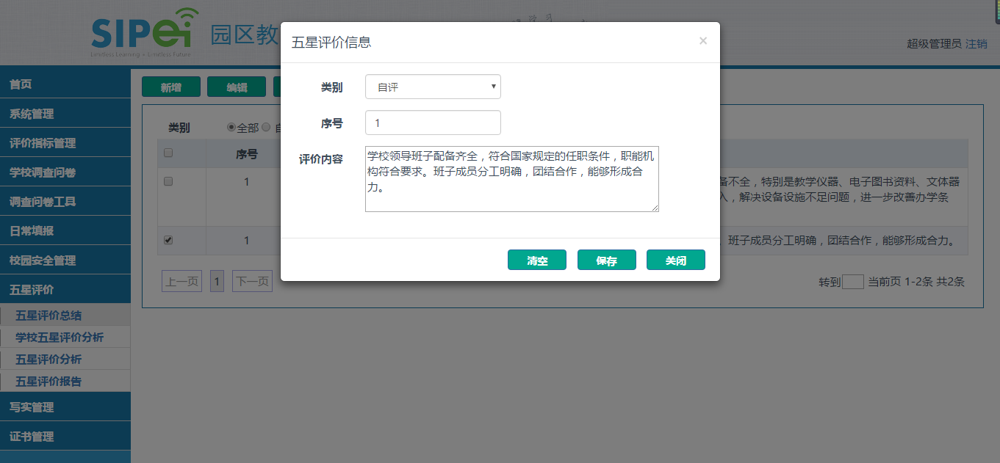 SIPei
Limitless Learning + Limitless Future
园区教
学习
超级管理员 注销
首页
系统管理
评价指标管理
学校调查问卷
调查问卷工具
日常填报
校园安全管理
五星评价
五星评价总结
学校五星评价分析
五星评价分析
五星评价报告
写实管理
证书管理
新增
编辑
类别
全部
自
序号
1
备不全，特别是教学仪器、电子图书资料、文体器
入，解决设备设施不足问题，进一步改善办学条
1
班子成员分工明确，团结合作，能够形成合力。
上一页
1
下一页
转到 当前页 1-2条 共2条
五星评价信息
×
类别
自评
序号
1
评价内容
学校领导班子配备齐全，符合国家规定的任职条件，职能机
构符合要求。班子成员分工明确，团结合作，能够形成合
力。
清空
保存
关闭